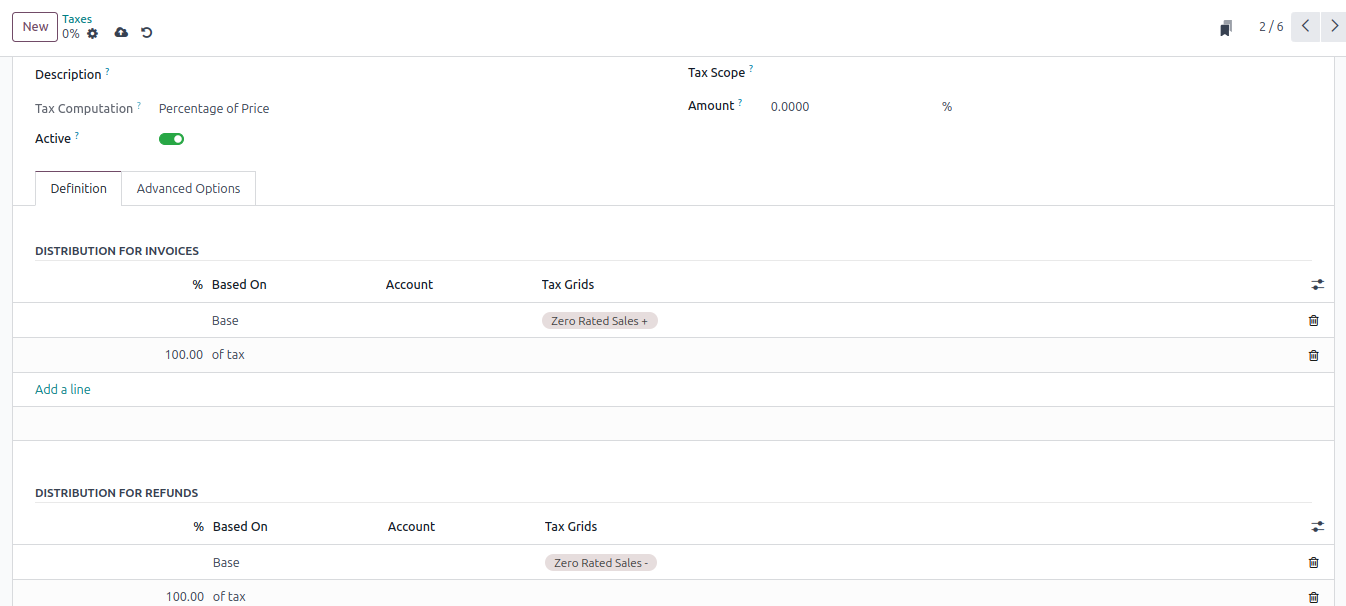 New
Taxes
0%
2 / 6
Description ?
Tax Scope ?
Tax Computation ? Percentage of Price
Amount ? 0.0000 %
Active ?
Definition Advanced Options
DISTRIBUTION FOR INVOICES
% Based On Account Tax Grids
Base Zero Rated Sales +
100.00 of tax
Add a line
DISTRIBUTION FOR REFUNDS
% Based On Account Tax Grids
Base Zero Rated Sales -
100.00 of tax